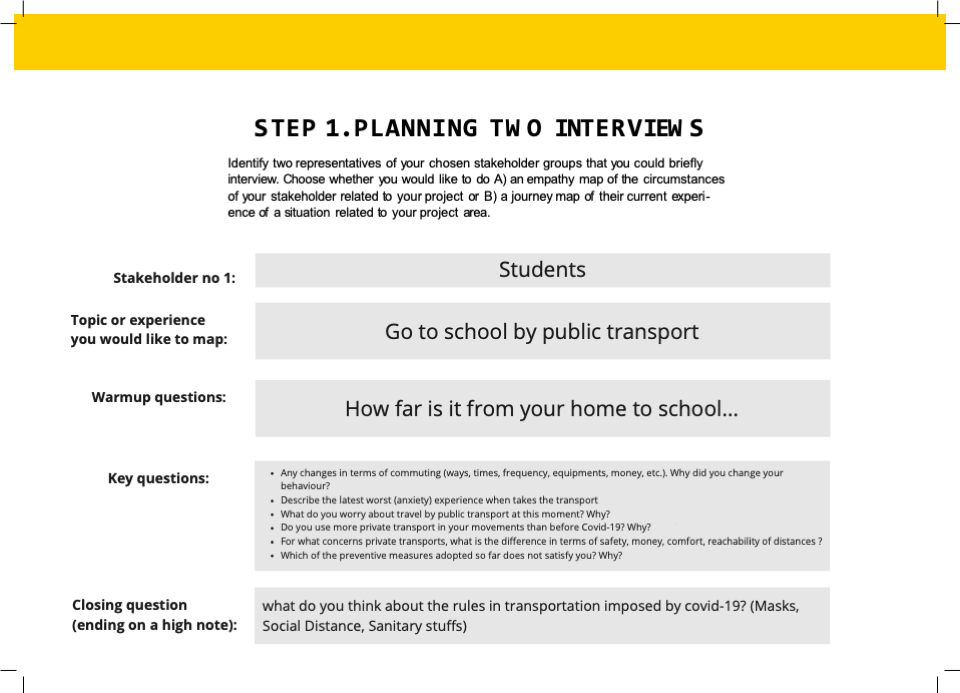 STEP 1.PLANNING TWO INTERVIEWS
Identify two representatives of your chosen stakeholder groups that you could briefly
interview. Choose whether you would like to do A) an empathy map of the circumstances
of your stakeholder related to your project or B) a journey map of their current experi-
ence of a situation related to your project area.
Stakeholder no 1:
Students
Topic or experience
you would like to map:
Go to school by public transport
Warmup questions:
How far is it from your home to school...
Key questions:
• Any changes in terms of commuting (ways, times, frequency, equipments, money, etc.). Why did you change your
behaviour?
• Describe the latest worst (anxiety) experience when takes the transport
• What do you worry about travel by public transport at this moment? Why?
• Do you use more private transport in your movements than before Covid-19? Why?
• For what concerns private transports, what is the difference in terms of safety, money, comfort, reachability of distances ?
• Which of the preventive measures adopted so far does not satisfy you? Why?
Closing question
(ending on a high note):
what do you think about the rules in transportation imposed by covid-19? (Masks,
Social Distance, Sanitary stuffs)